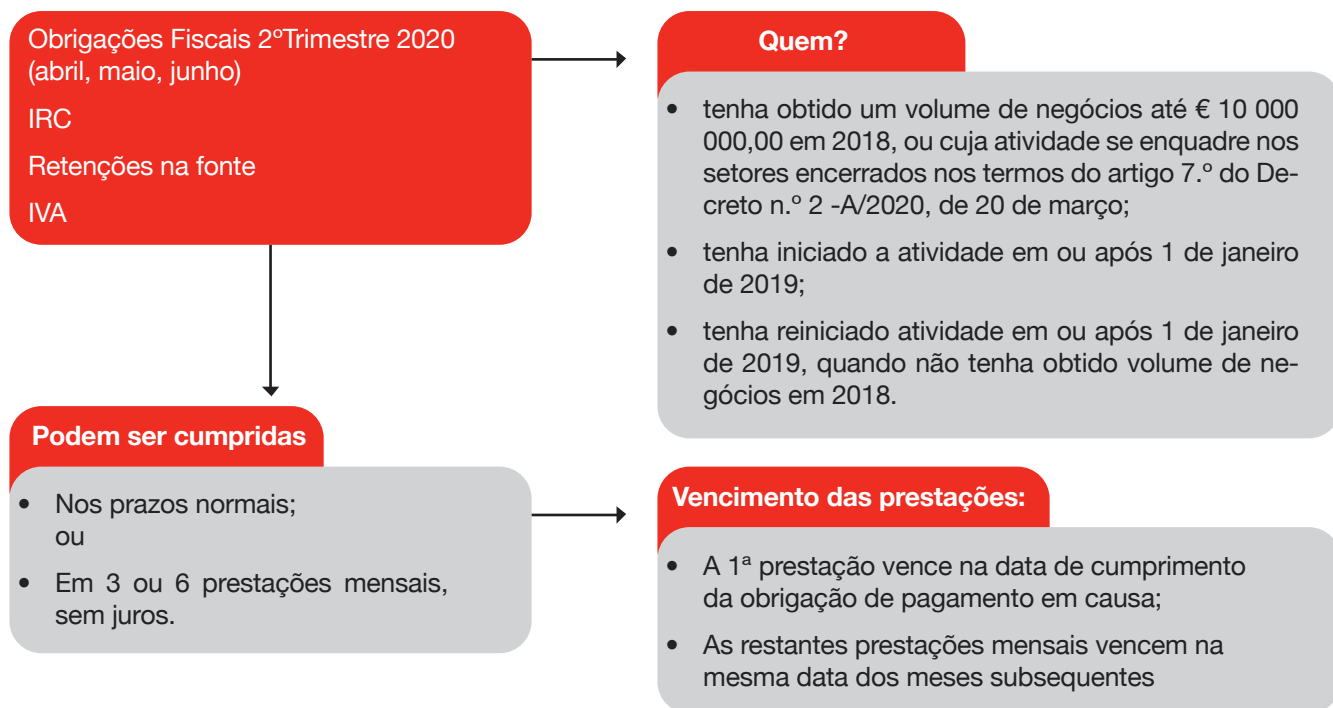 Obrigações Fiscais 2ºTrimestre 2020
(abril, maio, junho)
IRC
Retenções na fonte
IVA
Quem?
• tenha obtido um volume de negócios até € 10 000
000,00 em 2018, ou cuja atividade se enquadre nos
setores encerrados nos termos do artigo 7.º do De-
creto n.º 2 -A/2020, de 20 de março;
• tenha iniciado a atividade em ou após 1 de janeiro
de 2019;
• tenha reiniciado atividade em ou após 1 de janeiro
de 2019, quando não tenha obtido volume de ne-
gócios em 2018.
Podem ser cumpridas
• Nos prazos normais;
ou
• Em 3 ou 6 prestações mensais,
sem juros.
Vencimento das prestações:
• A 1ª prestação vence na data de cumprimento
da obrigação de pagamento em causa;
• As restantes prestações mensais vencem na
mesma data dos meses subsequentes